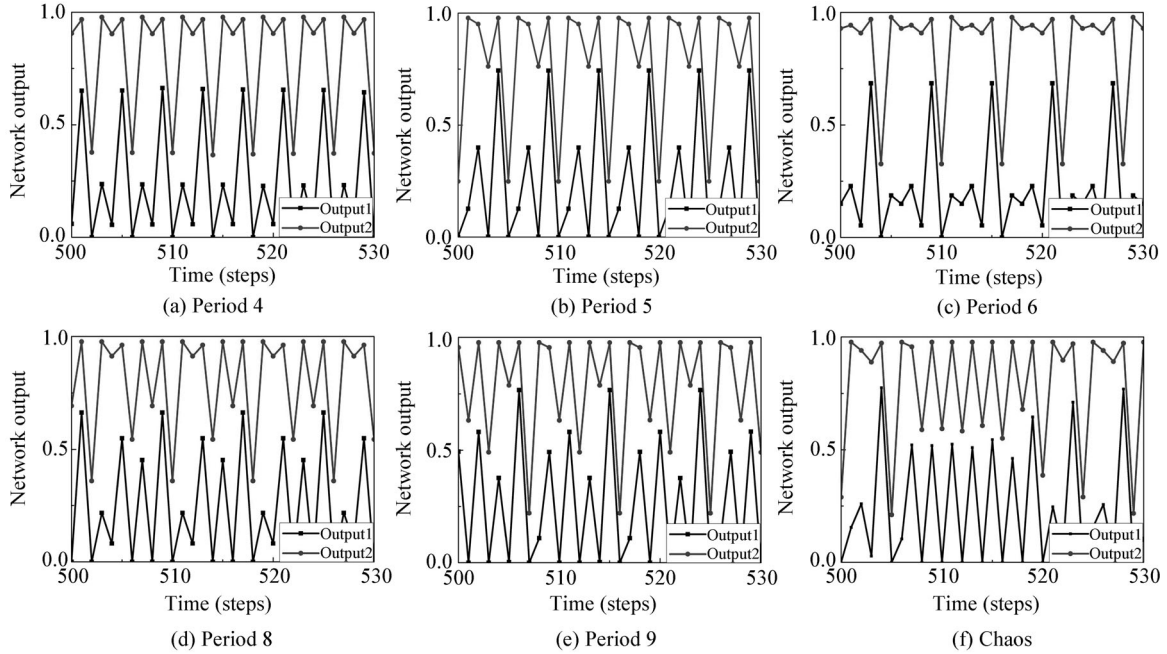 1.0
0.5
0.0
Network output
Output1
Output2
500
510
520
530
Time (steps)
(a) Period 4
1.0
0.5
0.0
Network output
Output1
Output2
500
510
520
530
Time (steps)
(b) Period 5
1.0
0.5
0.0
Network output
Output1
Output2
500
510
520
530
Time (steps)
(c) Period 6
1.0
0.5
0.0
Network output
Output1
Output2
500
510
520
530
Time (steps)
(d) Period 8
1.0
0.5
0.0
Network output
Output1
Output2
500
510
520
530
Time (steps)
(e) Period 9
1.0
0.5
0.0
Network output
Output1
Output2
500
510
520
530
Time (steps)
(f) Chaos